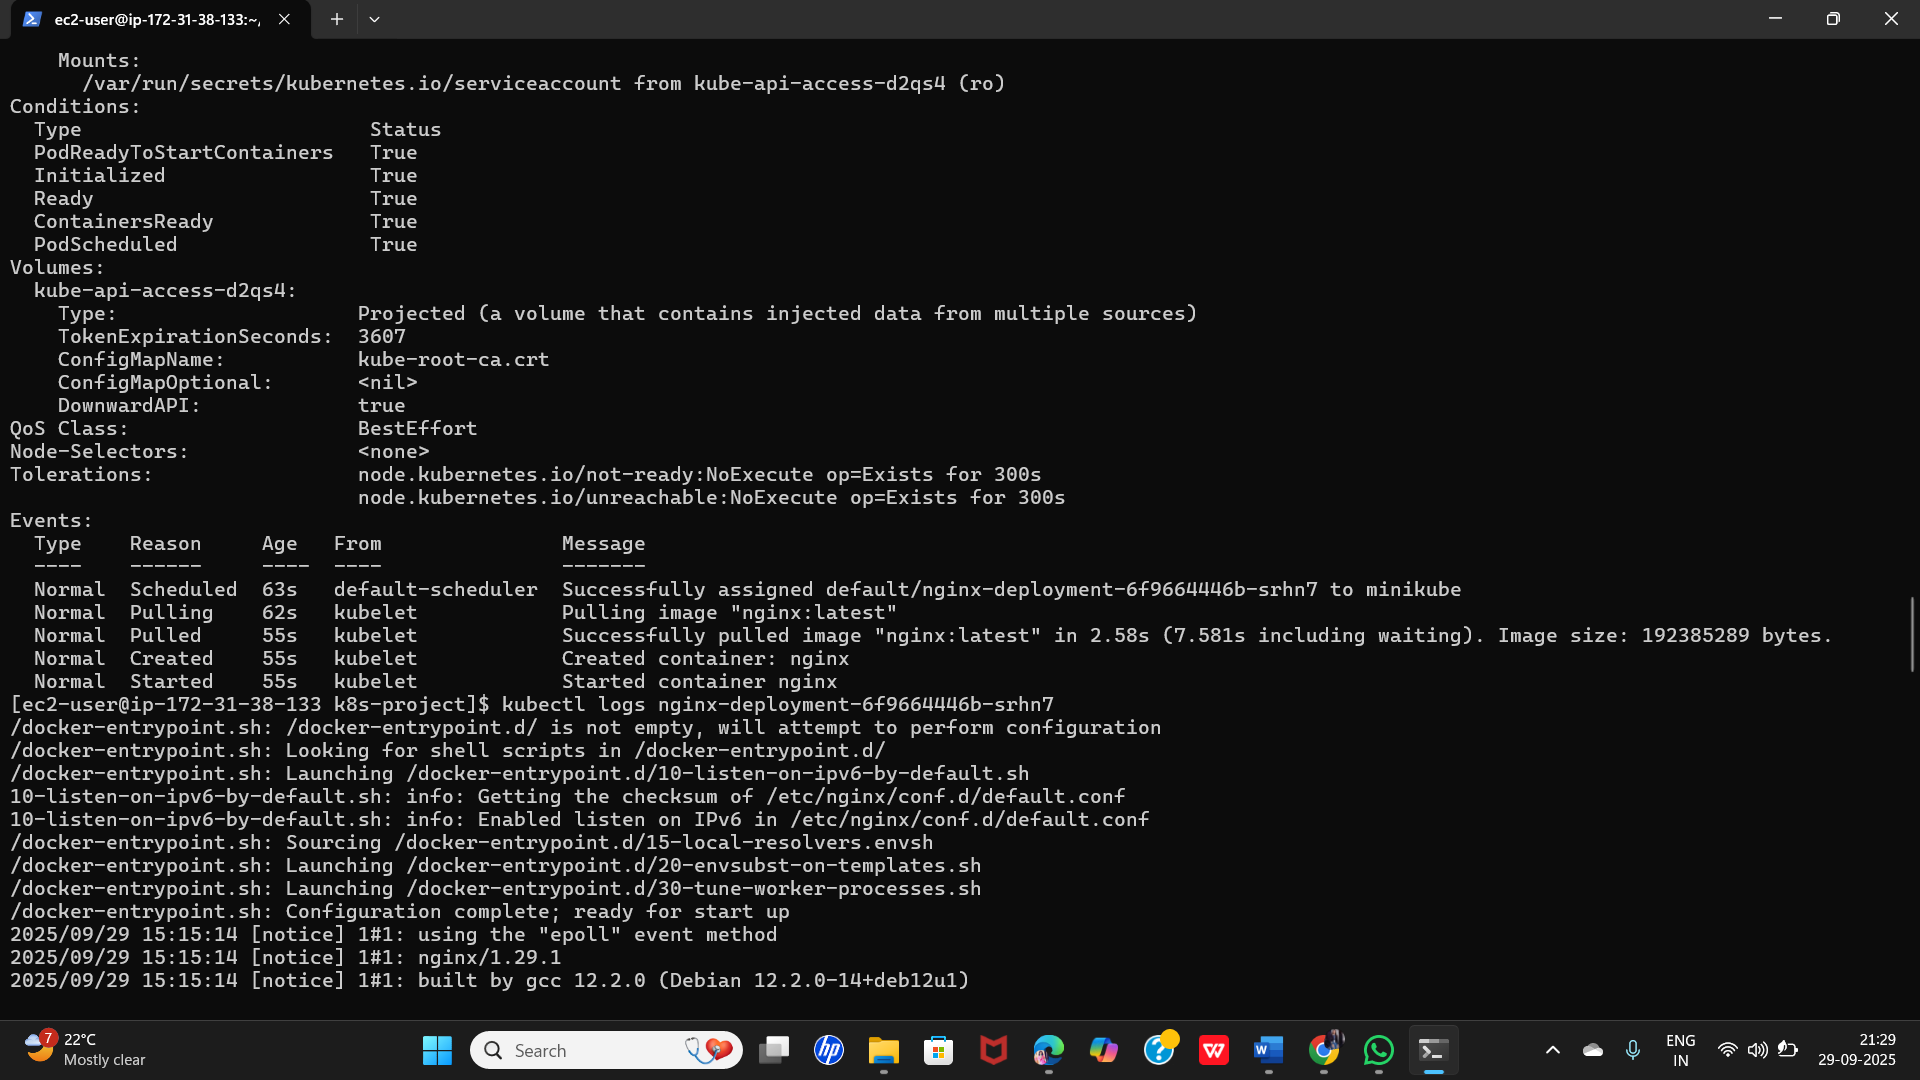 ec2-user@ip-172-31-38-133:~/
Mounts:
/var/run/secrets/kubernetes.io/serviceaccount from kube-api-access-d2qs4 (ro)
Conditions:
Type Status
PodReadyToStartContainers True
Initialized True
Ready True
ContainersReady True
PodScheduled True
Volumes:
kube-api-access-d2qs4:
Type: Projected (a volume that contains injected data from multiple sources)
TokenExpirationSeconds: 3607
ConfigMapName: kube-root-ca.crt
ConfigMapOptional: <nil>
DownwardAPI: true
QoS Class: BestEffort
Node-Selectors: <none>
Tolerations: node.kubernetes.io/not-ready:NoExecute op=Exists for 300s
node.kubernetes.io/unreachable:NoExecute op=Exists for 300s
Events:
Type Reason Age From Message
---- ------ ---- ---- -------
Normal Scheduled 63s default-scheduler Successfully assigned default/nginx-deployment-6f9664446b-srhn7 to minikube
Normal Pulling 62s kubelet Pulling image "nginx:latest"
Normal Pulled 55s kubelet Successfully pulled image "nginx:latest" in 2.58s (7.581s including waiting). Image size: 192385289 bytes.
Normal Created 55s kubelet Created container: nginx
Normal Started 55s kubelet Started container nginx
[ec2-user@ip-172-31-38-133 k8s-project]$ kubectl logs nginx-deployment-6f9664446b-srhn7
/docker-entrypoint.sh: /docker-entrypoint.d/ is not empty, will attempt to perform configuration
/docker-entrypoint.sh: Looking for shell scripts in /docker-entrypoint.d/
/docker-entrypoint.sh: Launching /docker-entrypoint.d/10-listen-on-ipv6-by-default.sh
10-listen-on-ipv6-by-default.sh: info: Getting the checksum of /etc/nginx/conf.d/default.conf
10-listen-on-ipv6-by-default.sh: info: Enabled listen on IPv6 in /etc/nginx/conf.d/default.conf
/docker-entrypoint.sh: Sourcing /docker-entrypoint.d/15-local-resolvers.envsh
/docker-entrypoint.sh: Launching /docker-entrypoint.d/20-envsubst-on-templates.sh
/docker-entrypoint.sh: Launching /docker-entrypoint.d/30-tune-worker-processes.sh
/docker-entrypoint.sh: Configuration complete; ready for start up
2025/09/29 15:15:14 [notice] 1#1: using the "epoll" event method
2025/09/29 15:15:14 [notice] 1#1: nginx/1.29.1
2025/09/29 15:15:14 [notice] 1#1: built by gcc 12.2.0 (Debian 12.2.0-14+deb12u1)
7 22°C
Mostly clear
Search
hp
W
ENG
IN
21:29
29-09-2025